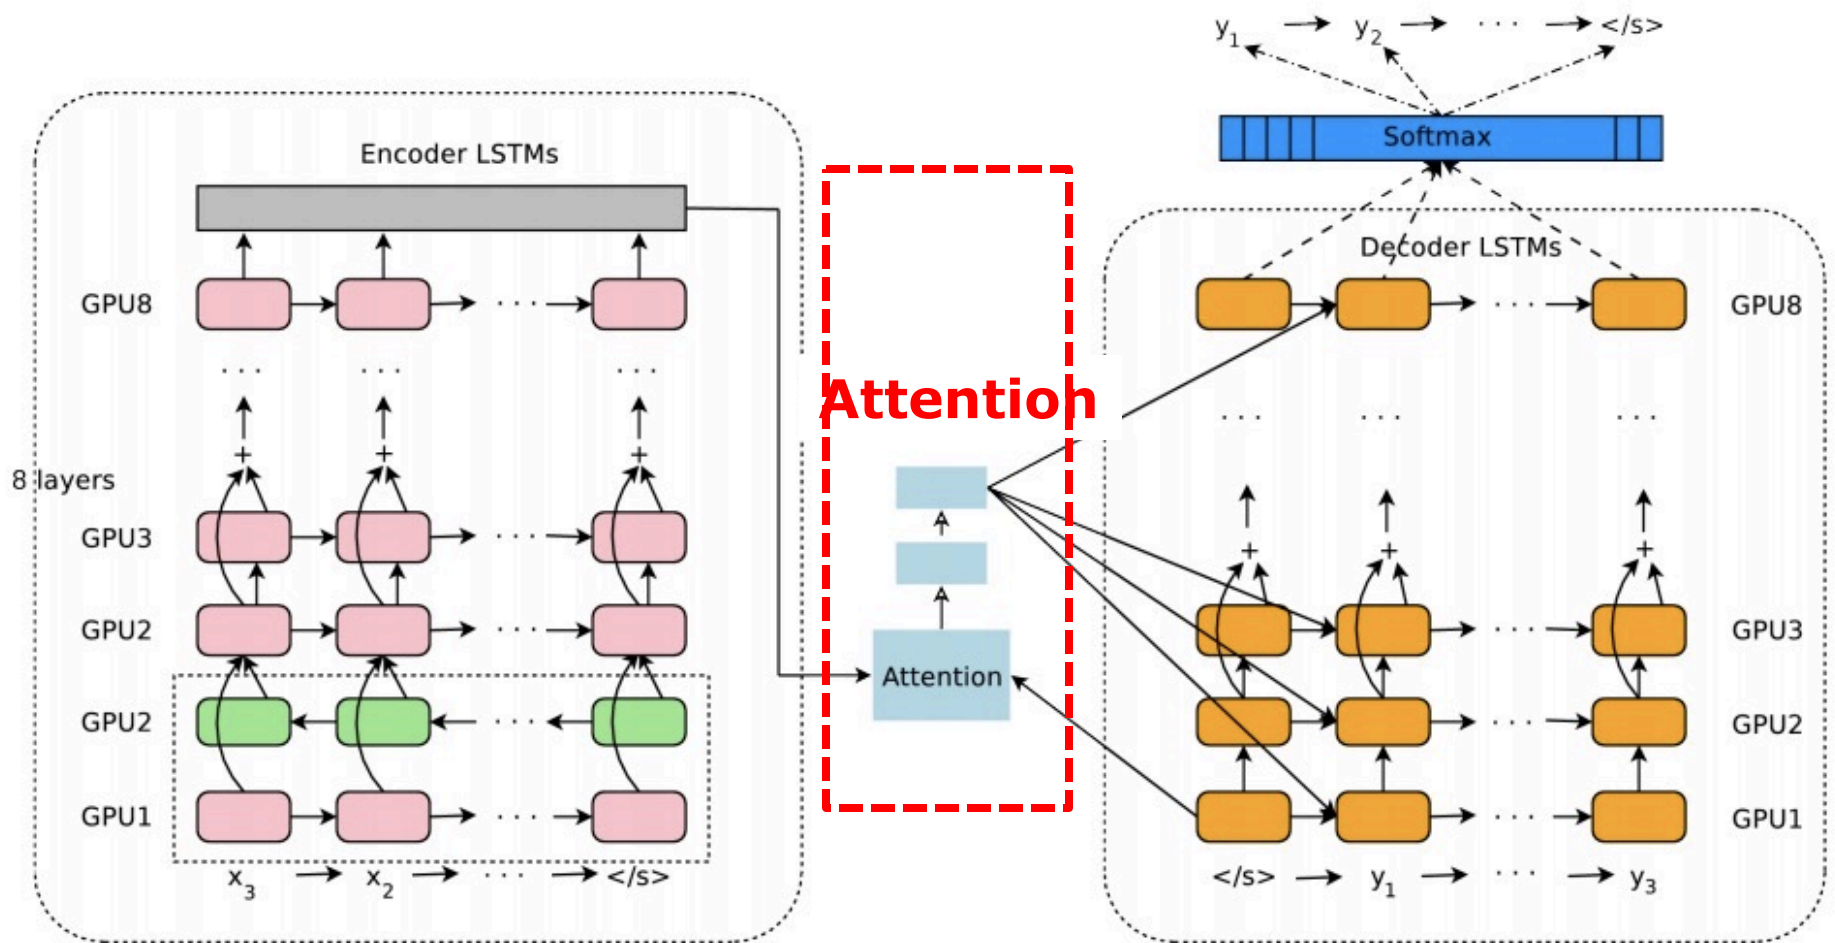 y1 y2 ... </s>
Softmax
Encoder LSTMs
Decoder LSTMs
GPU8
GPU8
...
...
Attention
8 layers
+ + +
GPU3
...
GPU2
...
GPU2
...
GPU1
...
x3 x2 ... </s>
Attention
+ + +
GPU3
...
GPU2
...
GPU1
...
</s> y1 ... y3